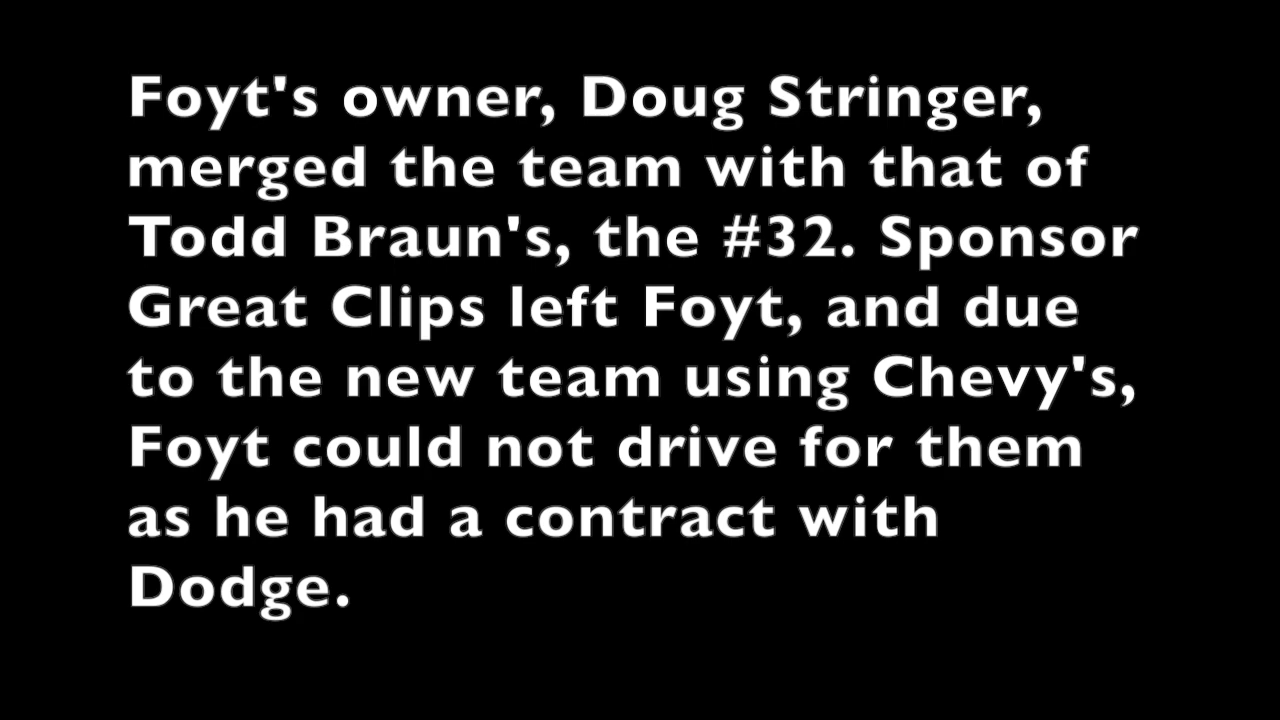 Foyt's owner, Doug Stringer,
merged the team with that of
Todd Braun's, the #32. Sponsor
Great Clips left Foyt, and due
to the new team using Chevy's,
Foyt could not drive for them
as he had a contract with
Dodge.